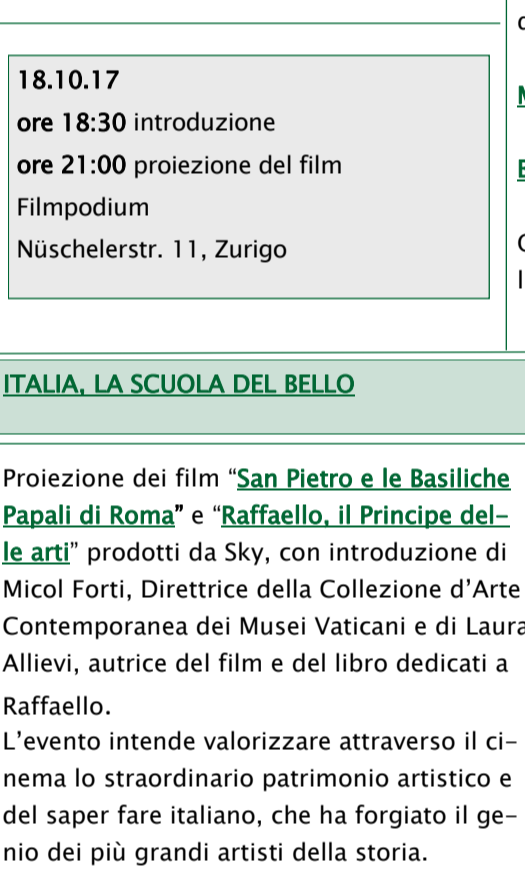 18.10.17
ore 18:30 introduzione
ore 21:00 proiezione del film
Filmpodium
Nüschelerstr. 11, Zurigo
ITALIA, LA SCUOLA DEL BELLO
Proiezione dei film “San Pietro e le Basiliche
Papali di Roma” e “Raffaello, il Principe del-
le arti” prodotti da Sky, con introduzione di
Micol Forti, Direttrice della Collezione d’Arte
Contemporanea dei Musei Vaticani e di Laura
Allievi, autrice del film e del libro dedicati a
Raffaello.
L’evento intende valorizzare attraverso il ci-
nema lo straordinario patrimonio artistico e
del saper fare italiano, che ha forgiato il ge-
nio dei più grandi artisti della storia.